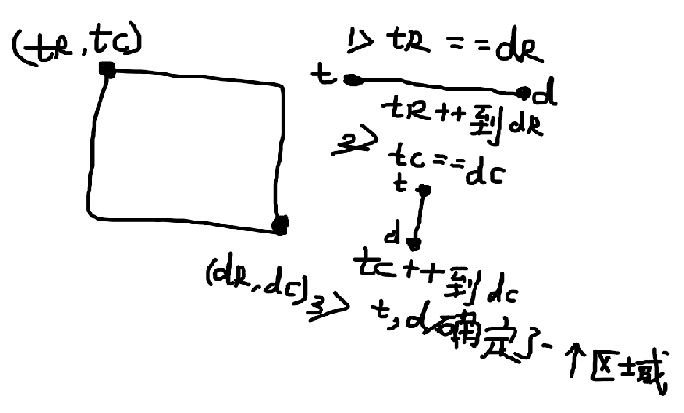 (tR,tC)
(dR,dC)
1> tR == dR
t d
tR++到dR
2> tC==dC
t
d
tC++到dC
3> t,d确定一个区域